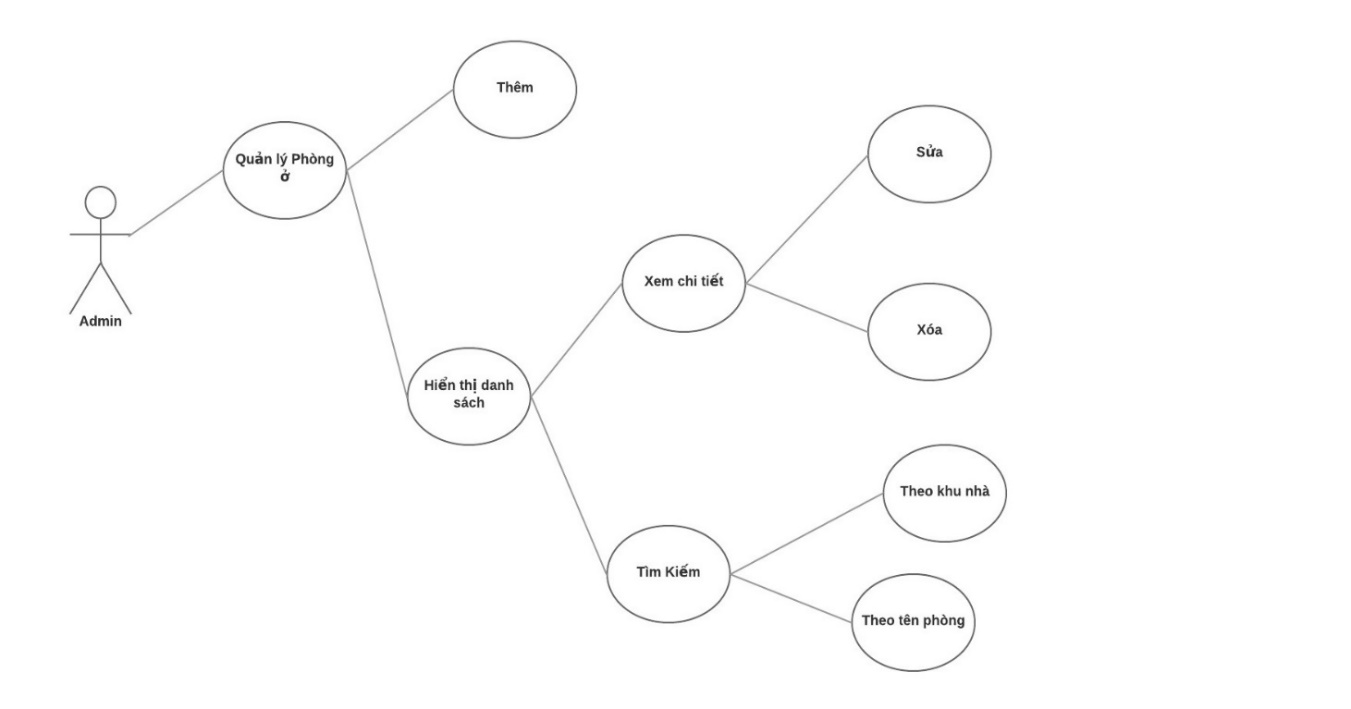 Thêm
Quản lý Phòng
ở
Sửa
Admin
Xem chi tiết
Xóa
Hiển thị danh
sách
Theo khu nhà
Tìm Kiếm
Theo tên phòng